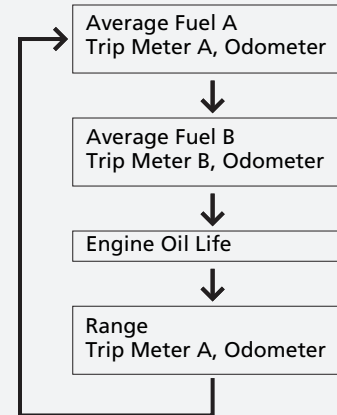 Average Fuel A
Trip Meter A, Odometer
Average Fuel B
Trip Meter B, Odometer
Engine Oil Life
Range
Trip Meter A, Odometer